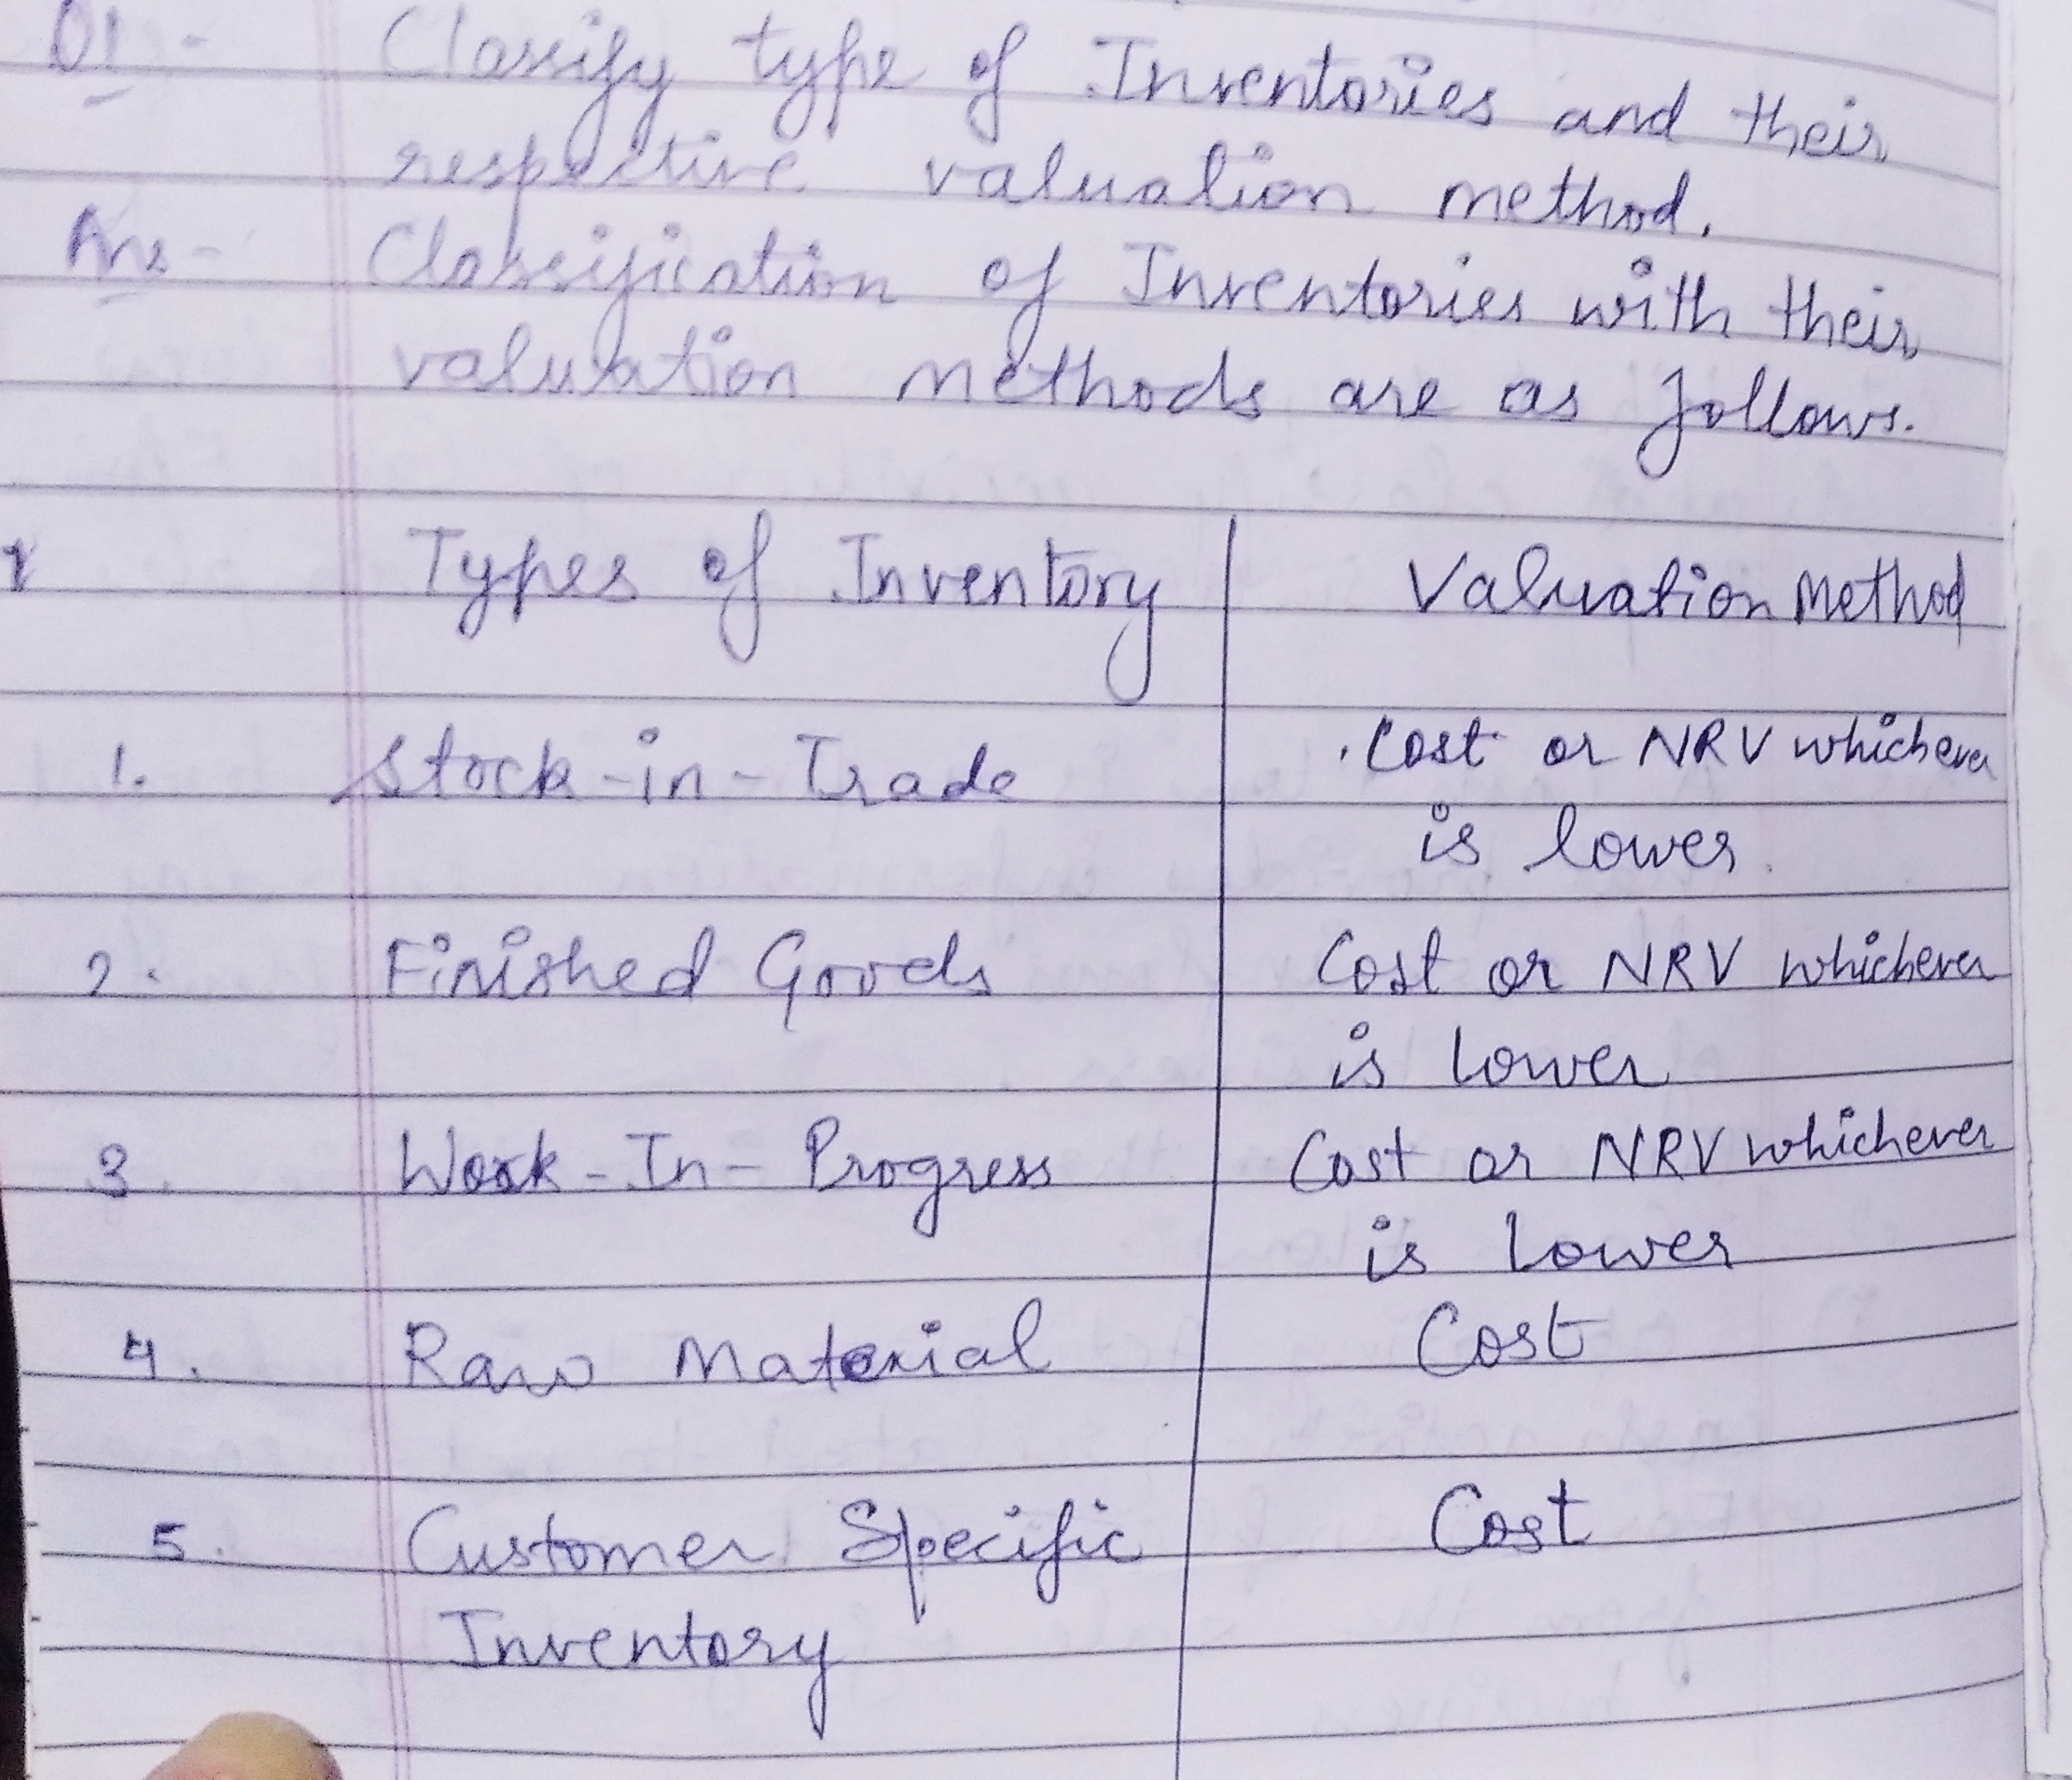 Q1- Classify type of Inventories and their
respective valuation method.
Ans- Classification of Inventories with their
valuation methods are as follows.
Types of Inventory Valuation Method
1. Stock-in-Trade Cost or NRV whichever
is lower.
2. Finished Goods Cost or NRV whichever
is lower
3. Work-In-Progress Cost or NRV whichever
is lower
4. Raw Material Cost
5. Customer Specific Cost
Inventory